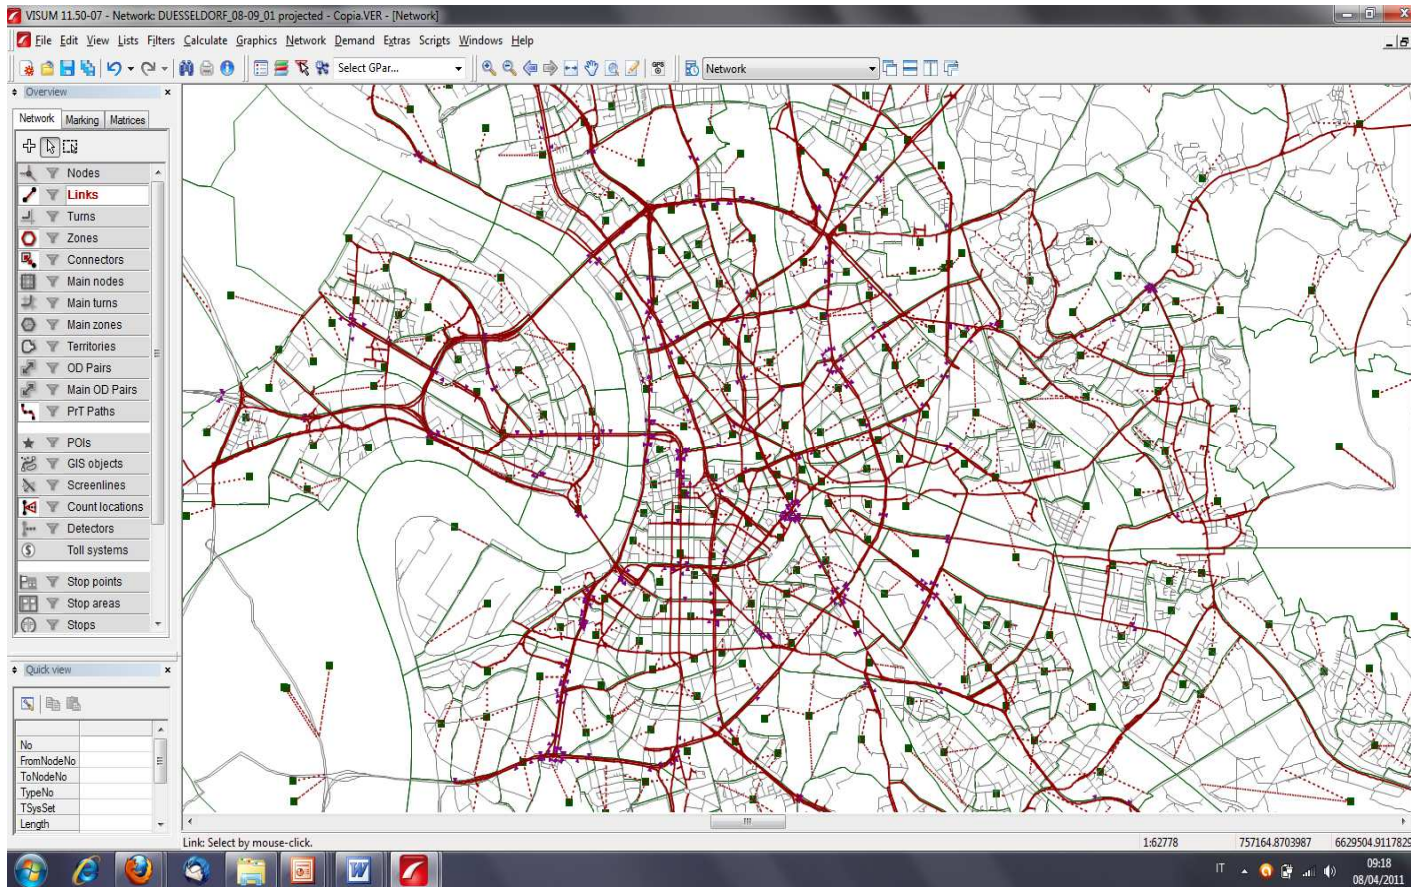 VISUM 11.50-07 - Network: DUESSELDORF_08-09_01 projected - Copia.VER - [Network]
File Edit View Lists Filters Calculate Graphics Network Demand Extras Scripts Windows Help
Select GPar...
GPS
Network
Overview
Network Marking Matrices
Nodes
Links
Turns
Zones
Connectors
Main nodes
Main turns
Main zones
Territories
OD Pairs
Main OD Pairs
PrT Paths
POIs
GIS objects
Screenlines
Count locations
Detectors
Toll systems
Stop points
Stop areas
Stops
Quick view
No
FromNodeNo
ToNodeNo
TypeNo
TSysSet
Length
Link: Select by mouse-click.
1:62778 757164.8703987 6629504.9117829
IT
09:18
08/04/2011